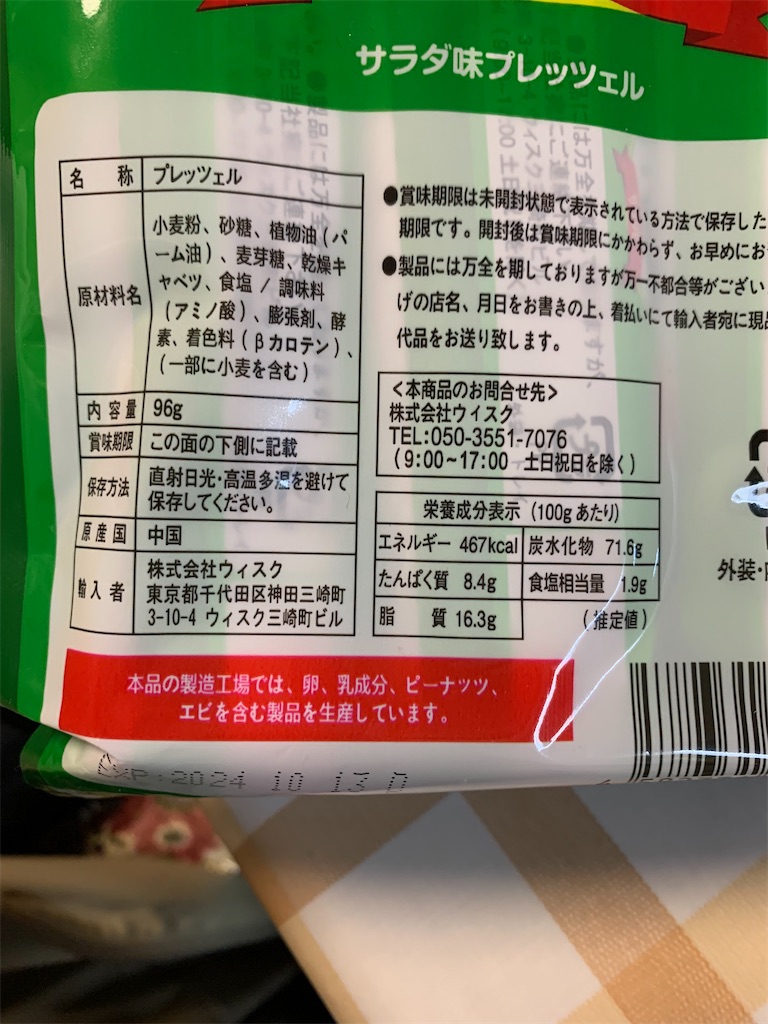 サラダ味プレッツェル
名 称 プレッツェル
原材料名
小麦粉、砂糖、植物油(パ
ーム油)、麦芽糖、乾燥キ
ャベツ、食塩 / 調味料
(アミノ酸)、膨張剤、酵
素、着色料(βカロテン)、
(一部に小麦を含む)
内 容 量 96g
賞味期限 この面の下側に記載
保存方法
直射日光・高温多湿を避けて
保存してください。
原 産 国 中国
輸 入 者
株式会社ウィスク
東京都千代田区神田三崎町
3-10-4 ウィスク三崎町ビル
●賞味期限は未開封状態で表示されている方法で保存した
期限です。開封後は賞味期限にかかわらず、お早めにお
●製品には万全を期しておりますが万一不都合等がござい
げの店名、月日をお書きの上、着払いにて輸入者宛に現品
代品をお送り致します。
<本商品のお問合せ先>
株式会社ウィスク
TEL:050-3551-7076
(9:00~17:00 土日祝日を除く)
栄養成分表示 (100gあたり)
エネルギー 467kcal 炭水化物 71.6g
たんぱく質 8.4g 食塩相当量 1.9g
脂 質 16.3g (推定値)
外装・
本品の製造工場では、卵、乳成分、ピーナッツ、
エビを含む製品を生産しています。
EXP:2024 10 13